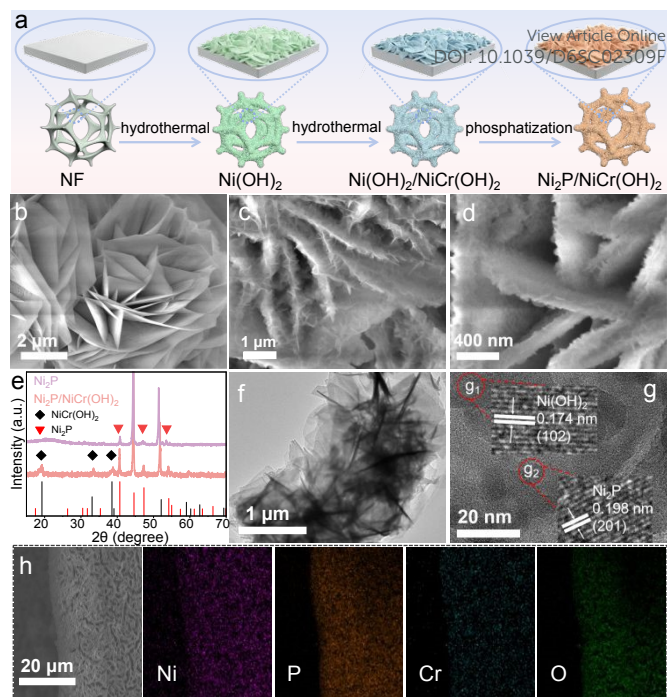 a
View Article Online
DOI: 10.1039/D6SC02309F
hydrothermal
hydrothermal
phosphatization
NF
Ni(OH)₂
Ni(OH)₂/NiCr(OH)₂
Ni₂P/NiCr(OH)₂
b
2 μm
c
1 μm
d
400 nm
e
Ni₂P
Ni₂P/NiCr(OH)₂
NiCr(OH)₂
Ni₂P
Intensity (a.u.)
20 30 40 50 60 70
2θ (degree)
f
1 μm
g
g₁
Ni(OH)₂
0.174 nm
(102)
g₂
Ni₂P
0.198 nm
(201)
20 nm
h
20 μm
Ni
P
Cr
O